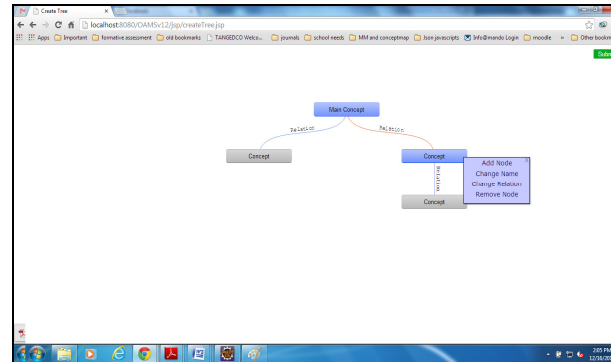 Create Tree
localhost:8080/OAMSv12/jsp/createTree.jsp
Apps Important formative assessment old bookmarks TANGEDCO Welco... journals school needs MM and conceptmap Json javascripts Info@mando Login moodle » Other bookm
Subm
Main Concept
Relation Relation
Concept Concept
Relation
Concept
x
Add Node
Change Name
Change Relation
Remove Node
2:05 PM